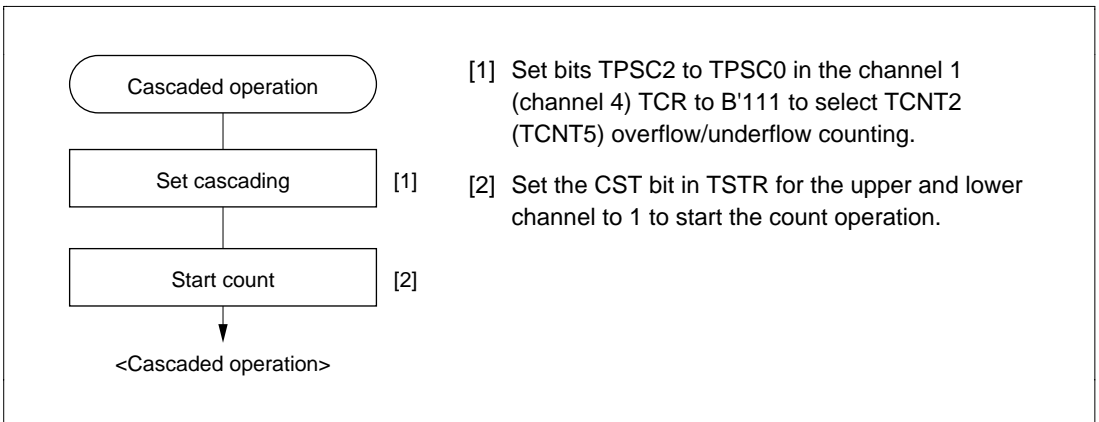 Cascaded operation
Set cascading [1]
Start count [2]
<Cascaded operation>
[1] Set bits TPSC2 to TPSC0 in the channel 1
(channel 4) TCR to B'111 to select TCNT2
(TCNT5) overflow/underflow counting.
[2] Set the CST bit in TSTR for the upper and lower
channel to 1 to start the count operation.